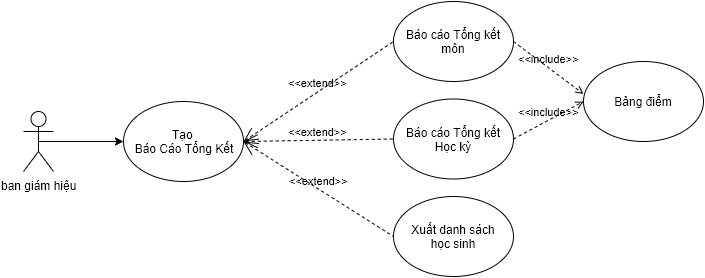 Báo cáo Tổng kết
môn
<<extend>>
<<include>>
Bảng điểm
Tạo
Báo Cáo Tổng Kết
<<extend>>
Báo cáo Tổng kết
Học kỳ
<<include>>
ban giám hiệu
<<extend>>
Xuất danh sách
học sinh